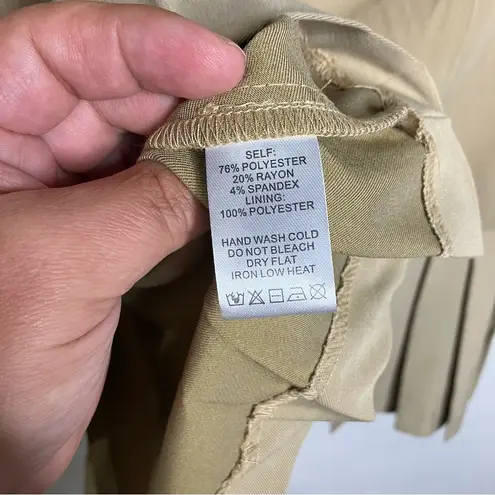 SELF:
76% POLYESTER
20% RAYON
4% SPANDEX
LINING:
100% POLYESTER
HAND WASH COLD
DO NOT BLEACH
DRY FLAT
IRON LOW HEAT